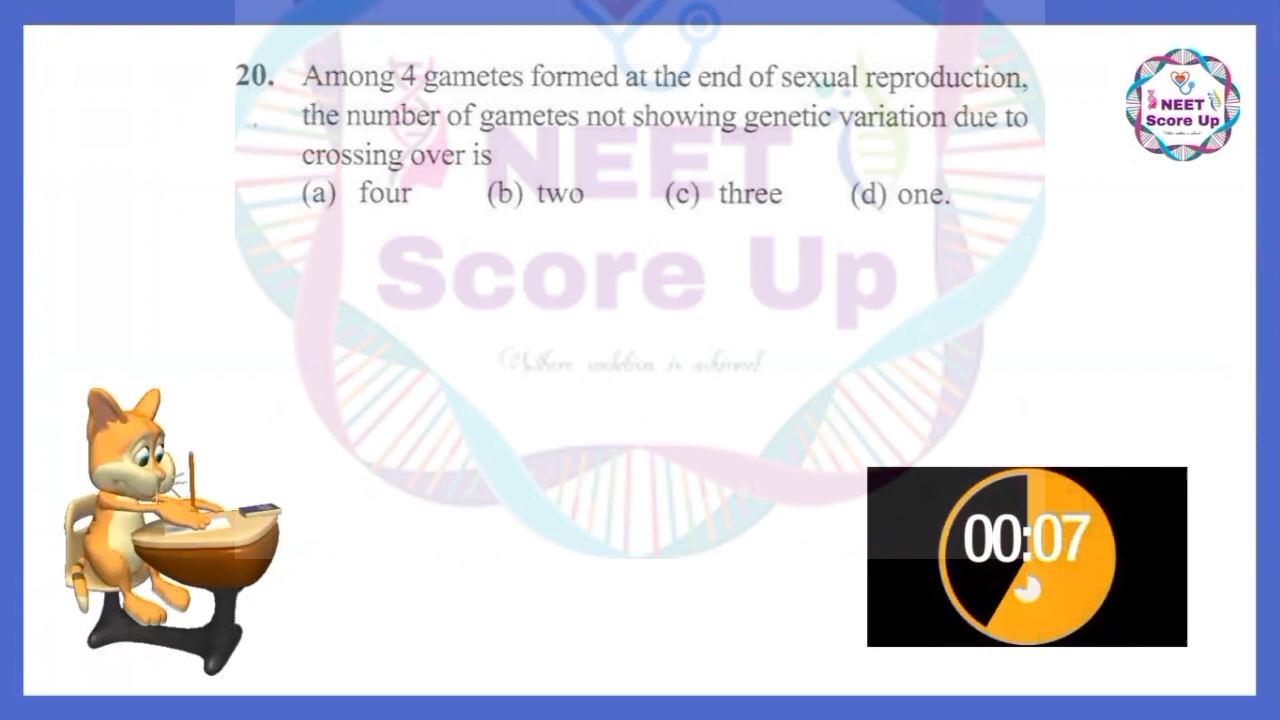 20. Among 4 gametes formed at the end of sexual reproduction,
the number of gametes not showing genetic variation due to
crossing over is
(a) four (b) two (c) three (d) one.
NEET
Score Up
NEET
Score Up
00:07